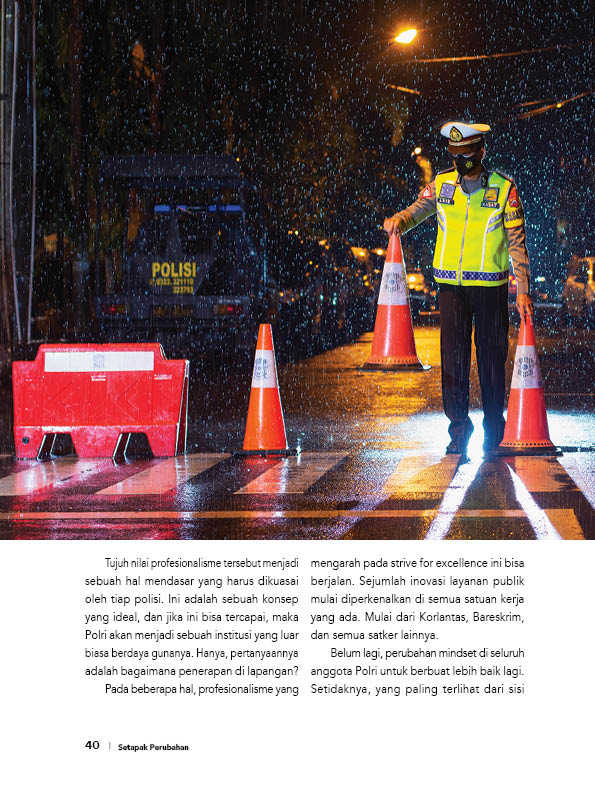 POLISI
Tujuh nilai profesionalisme tersebut menjadi
sebuah hal mendasar yang harus dikuasai
oleh tiap polisi. Ini adalah sebuah konsep
yang ideal, dan jika ini bisa tercapai, maka
Polri akan menjadi sebuah institusi yang luar
biasa berdaya gunanya. Hanya, pertanyaannya
adalah bagaimana penerapan di lapangan?
Pada beberapa hal, profesionalisme yang
mengarah pada strive for excellence ini bisa
berjalan. Sejumlah inovasi layanan publik
mulai diperkenalkan di semua satuan kerja
yang ada. Mulai dari Korlantas, Bareskrim,
dan semua satker lainnya.
Belum lagi, perubahan mindset di seluruh
anggota Polri untuk berbuat lebih baik lagi.
Setidaknya, yang paling terlihat dari sisi
40 | Setapak Perubahan